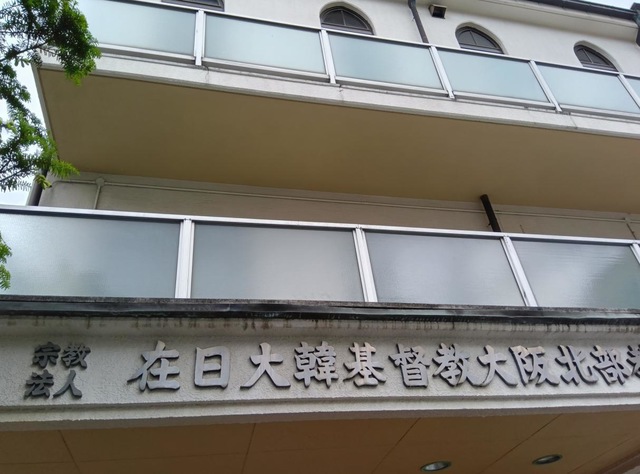 宗教
法人
在日大韓基督教大阪北部